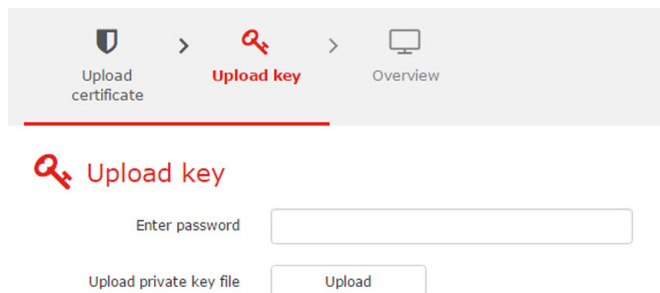 Upload
certificate
Upload key
Overview
Upload key
Enter password
Upload private key file
Upload